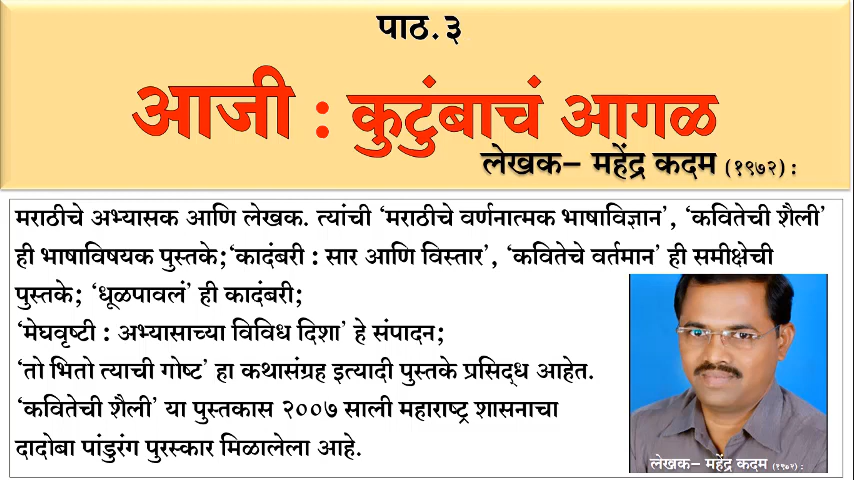 पाठ.३
आजी : कुटुंबाचं आगळ
लेखक– महेंद्र कदम (१९७२) :
मराठीचे अभ्यासक आणि लेखक. त्यांची ‘मराठीचे वर्णनात्मक भाषाविज्ञान’, ‘कवितेची शैली’
ही भाषाविषयक पुस्तके;‘कादंबरी : सार आणि विस्तार’, ‘कवितेचे वर्तमान’ ही समीक्षेची
पुस्तके; ‘धूळपावलं’ ही कादंबरी;
‘मेघवृष्टी : अभ्यासाच्या विविध दिशा’ हे संपादन;
‘तो भितो त्याची गोष्ट’ हा कथासंग्रह इत्यादी पुस्तके प्रसिद्ध आहेत.
‘कवितेची शैली’ या पुस्तकास २००७ साली महाराष्ट्र शासनाचा
दादोबा पांडुरंग पुरस्कार मिळालेला आहे.
लेखक– महेंद्र कदम (१९७२) :